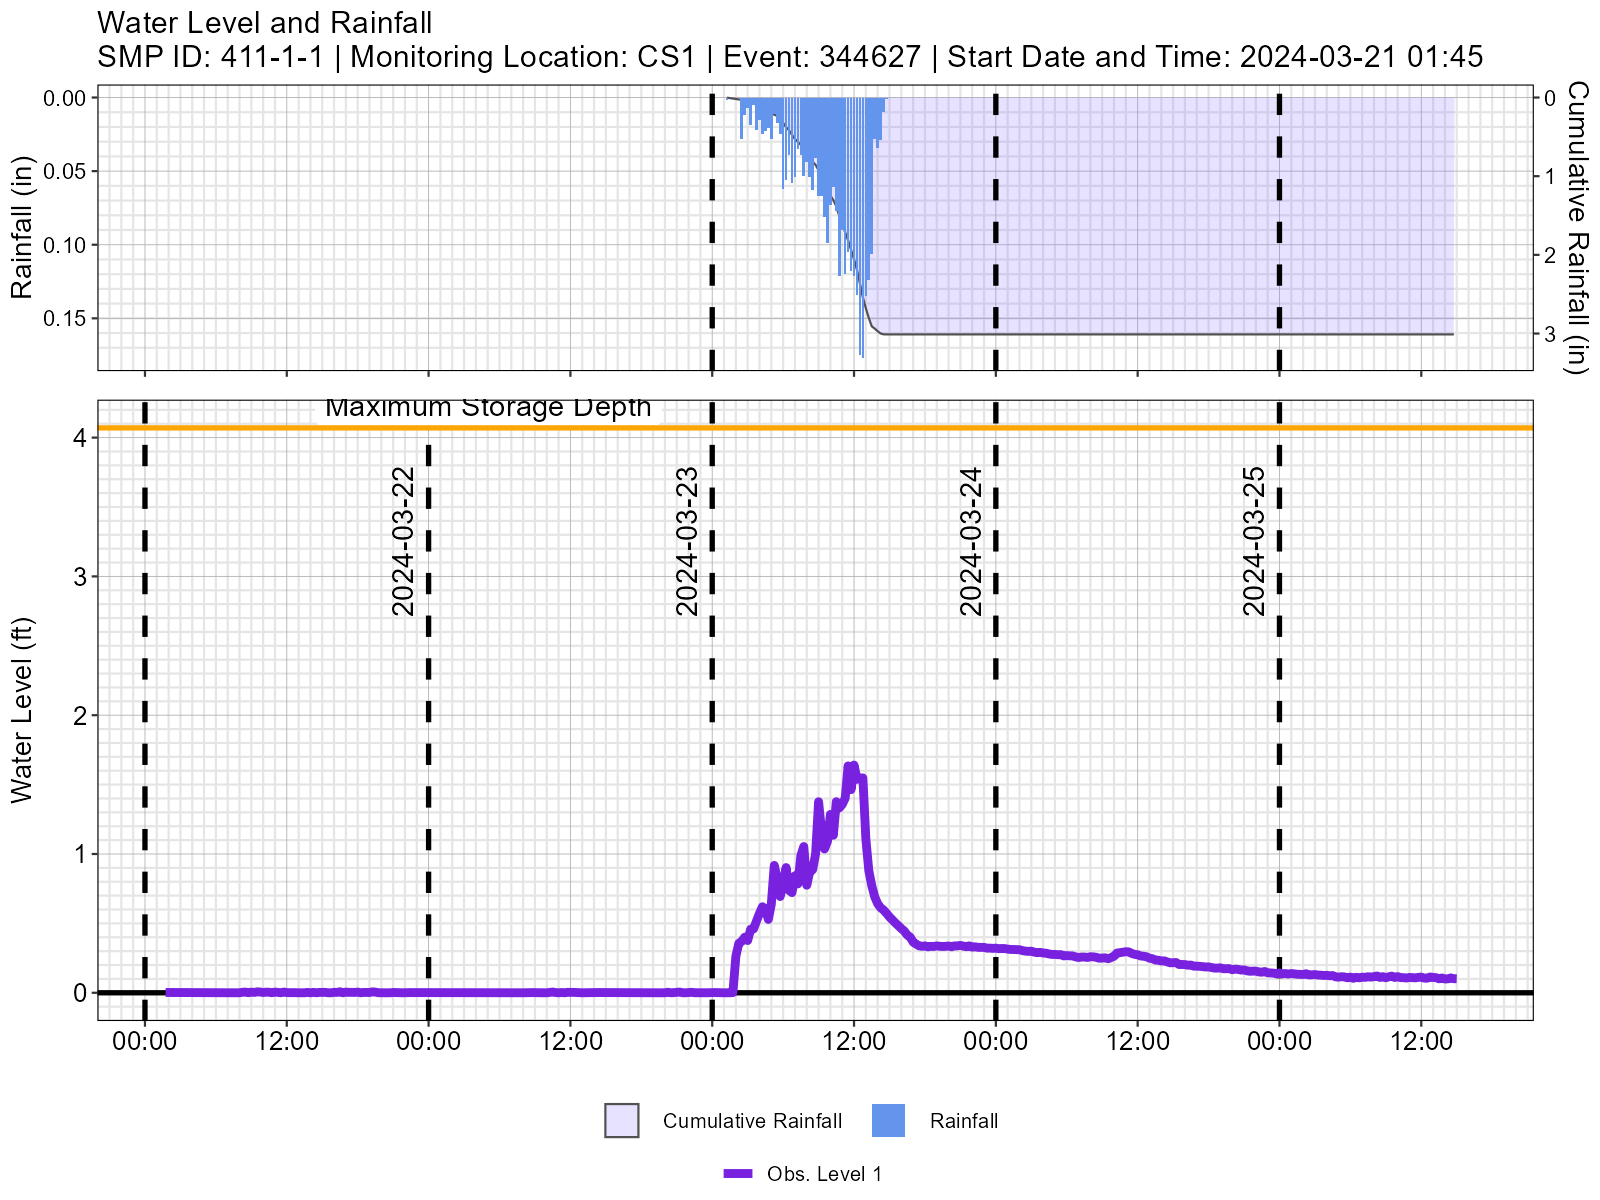 Water Level and Rainfall
SMP ID: 411-1-1 | Monitoring Location: CS1 | Event: 344627 | Start Date and Time: 2024-03-21 01:45
0.00
0.05
0.10
0.15
Rainfall (in)
0
1
2
3
Cumulative Rainfall (in)
Maximum Storage Depth
4
3
2
1
0
Water Level (ft)
2024-03-22
2024-03-23
2024-03-24
2024-03-25
00:00 12:00 00:00 12:00 00:00 12:00 00:00 12:00 00:00 12:00
Cumulative Rainfall Rainfall
Obs. Level 1